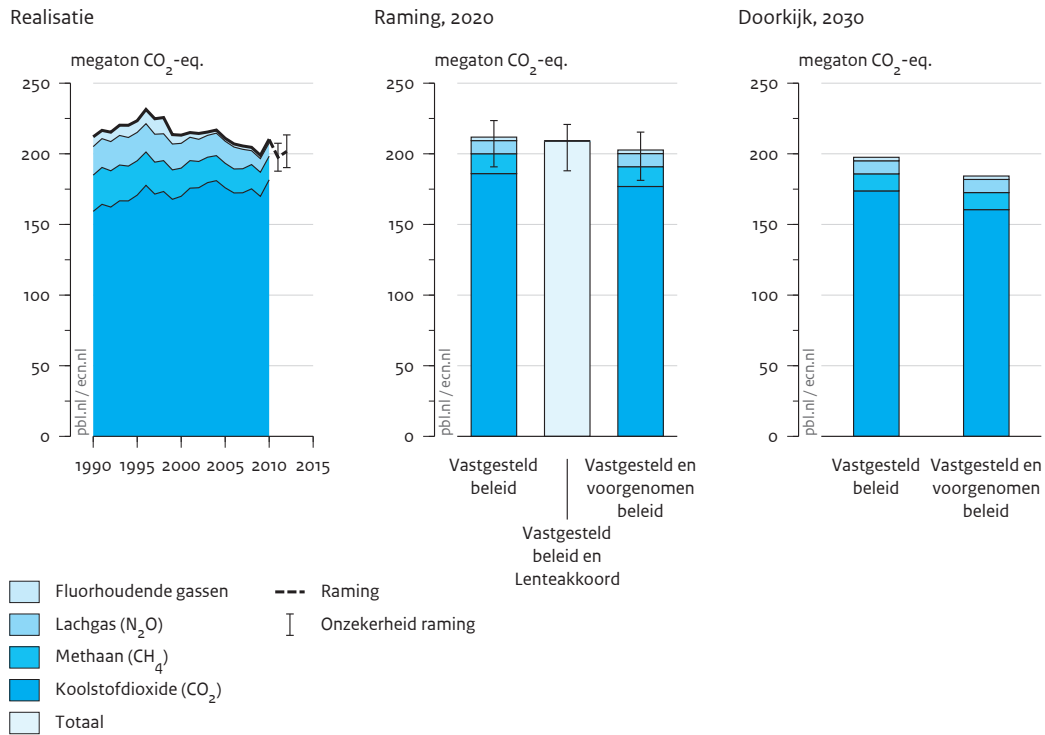 Realisatie
megaton CO₂-eq.
250
200
150
100
50
0
pbl.nl / ecn.nl
1990 1995 2000 2005 2010 2015
Raming, 2020
megaton CO₂-eq.
250
200
150
100
50
0
pbl.nl / ecn.nl
Vastgesteld
beleid
Vastgesteld
beleid en
Lenteakkoord
Vastgesteld en
voorgenomen
beleid
Doorkijk, 2030
megaton CO₂-eq.
250
200
150
100
50
0
pbl.nl / ecn.nl
Vastgesteld
beleid
Vastgesteld en
voorgenomen
beleid
Fluorhoudende gassen
Lachgas (N₂O)
Methaan (CH₄)
Koolstofdioxide (CO₂)
Totaal
Raming
Onzekerheid raming